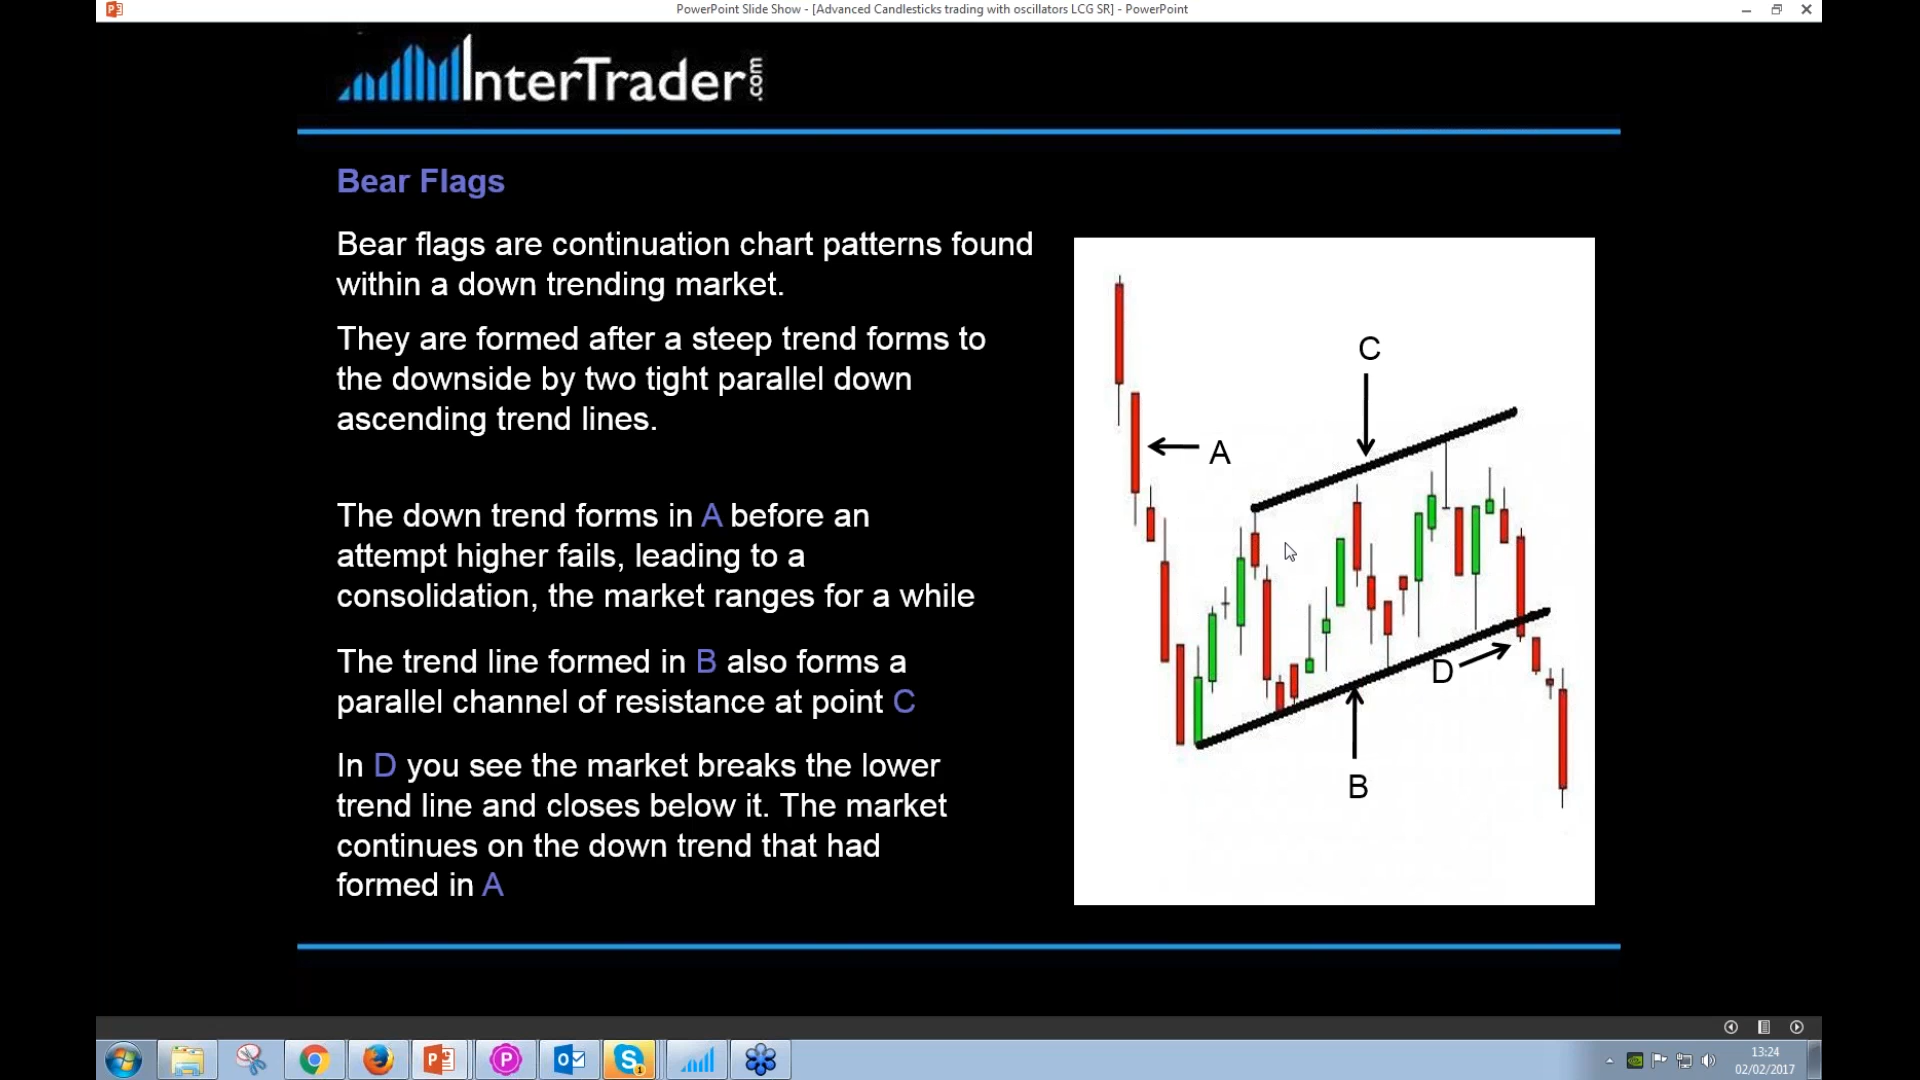 PowerPoint Slide Show - [Advanced Candlesticks trading with oscillators LCG SR] - PowerPoint
InterTrader.com
Bear Flags
Bear flags are continuation chart patterns found
within a down trending market.
They are formed after a steep trend forms to
the downside by two tight parallel down
ascending trend lines.
The down trend forms in A before an
attempt higher fails, leading to a
consolidation, the market ranges for a while
The trend line formed in B also forms a
parallel channel of resistance at point C
In D you see the market breaks the lower
trend line and closes below it. The market
continues on the down trend that had
formed in A
C
A
D
B
13:24
02/02/2017